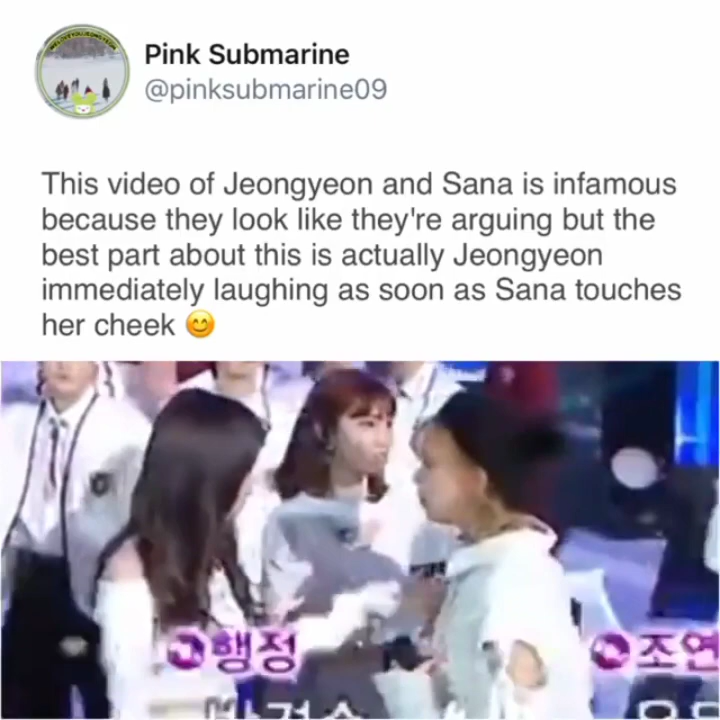 Pink Submarine
@pinksubmarine09
This video of Jeongyeon and Sana is infamous
because they look like they're arguing but the
best part about this is actually Jeongyeon
immediately laughing as soon as Sana touches
her cheek 😊
행정
조연